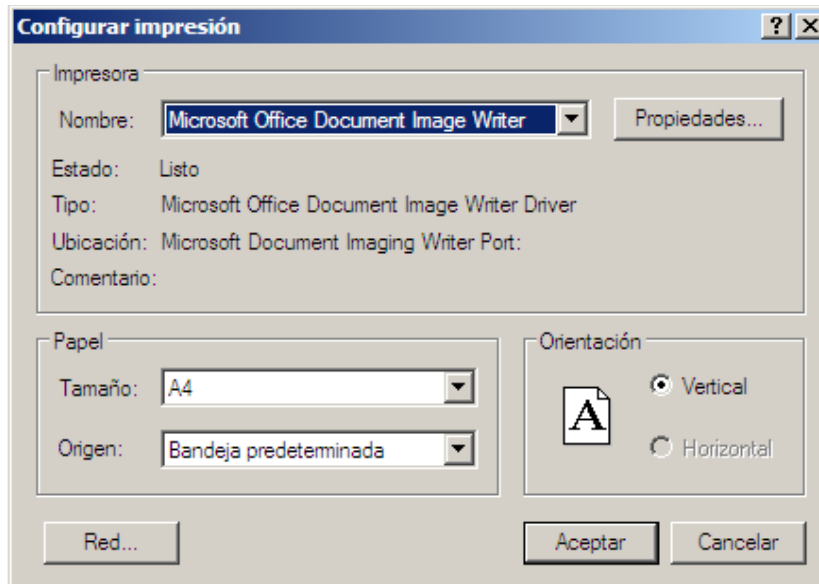 Configurar impresión
Impresora
Nombre: Microsoft Office Document Image Writer Propiedades...
Estado: Listo
Tipo: Microsoft Office Document Image Writer Driver
Ubicación: Microsoft Document Imaging Writer Port:
Comentario:
Papel
Tamaño: A4
Origen: Bandeja predeterminada
Orientación
A
Vertical
Horizontal
Red... Aceptar Cancelar